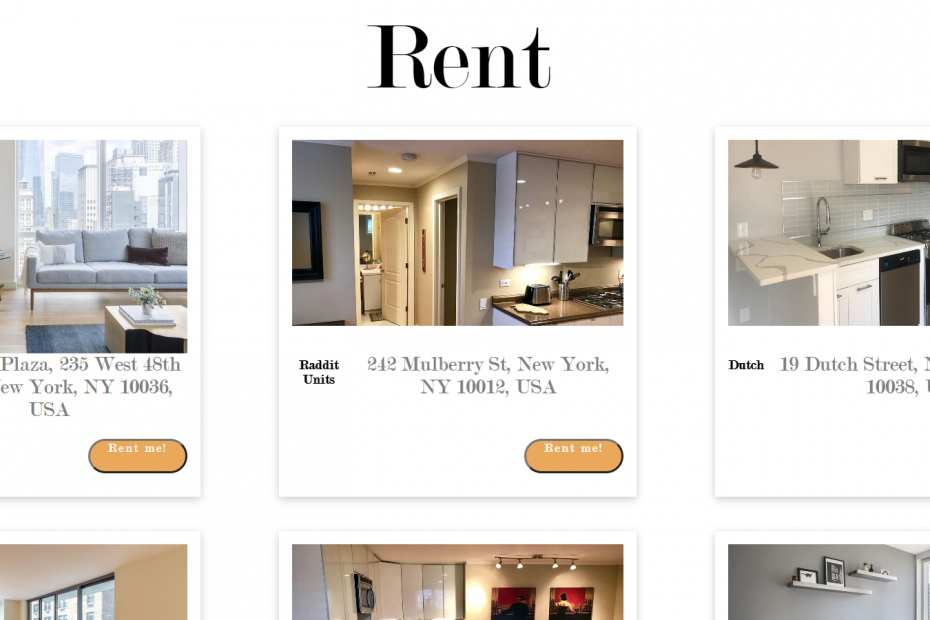 Rent
Plaza, 235 West 48th
New York, NY 10036,
USA
Rent me!
Raddit
Units
242 Mulberry St, New York,
NY 10012, USA
Rent me!
Dutch
19 Dutch Street,
10038,